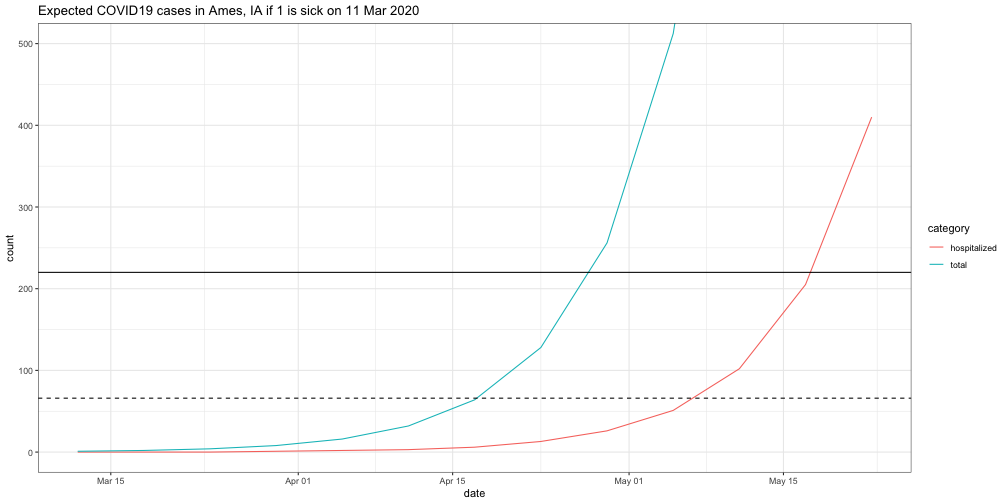 Expected COVID19 cases in Ames, IA if 1 is sick on 11 Mar 2020
500
400
300
200
100
0
count
Mar 15
Apr 01
Apr 15
May 01
May 15
date
category
hospitalized
total